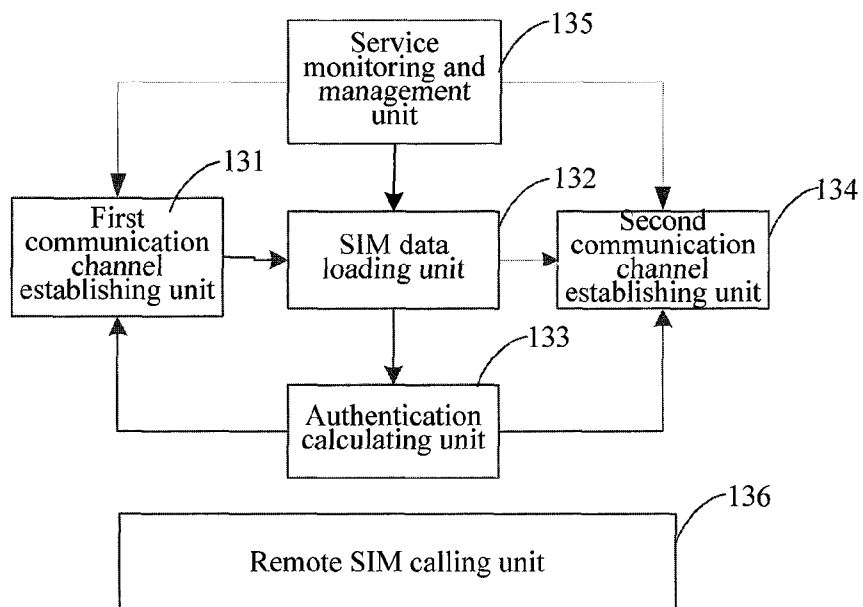 135
Service
monitoring and
management
unit
131
First
communication
channel
establishing unit
132
SIM data
loading unit
134
Second
communication
channel
establishing unit
133
Authentication
calculating unit
136
Remote SIM calling unit